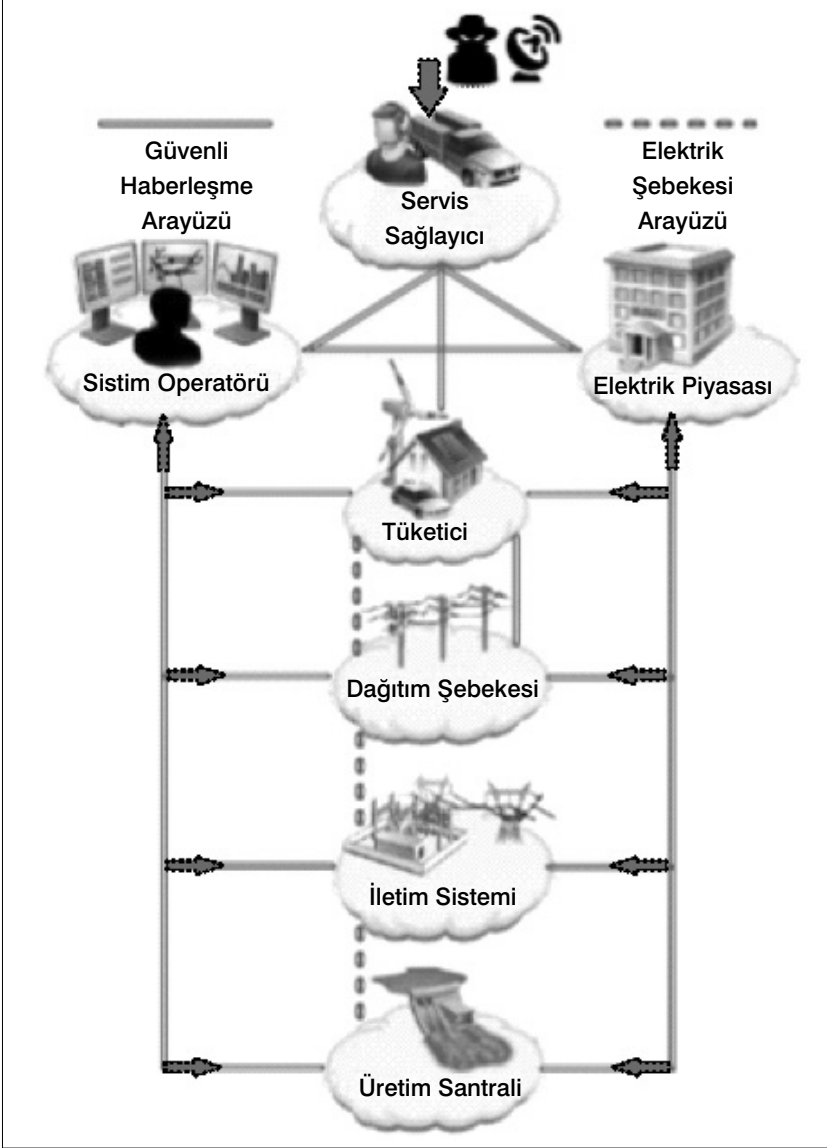 Güvenli
Haberleşme
Arayüzü
Elektrik
Şebekesi
Arayüzü
Servis
Sağlayıcı
Sistim Operatörü
Elektrik Piyasası
Tüketici
Dağıtım Şebekesi
İletim Sistemi
Üretim Santrali